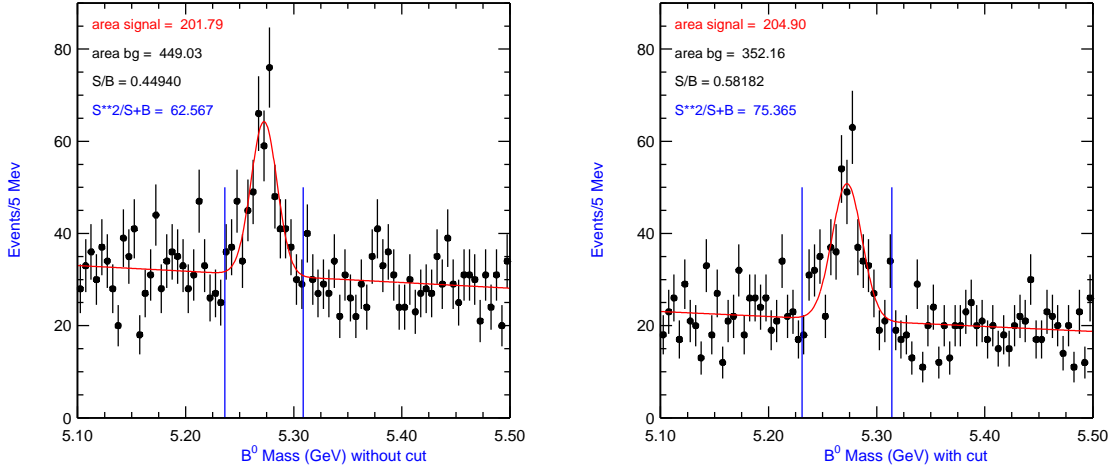 area signal = 201.79
area bg = 449.03
S/B = 0.44940
S**2/S+B = 62.567
Events/5 Mev
80
60
40
20
0
5.10 5.20 5.30 5.40 5.50
B⁰ Mass (GeV) without cut
area signal = 204.90
area bg = 352.16
S/B = 0.58182
S**2/S+B = 75.365
Events/5 Mev
80
60
40
20
0
5.10 5.20 5.30 5.40 5.50
B⁰ Mass (GeV) with cut